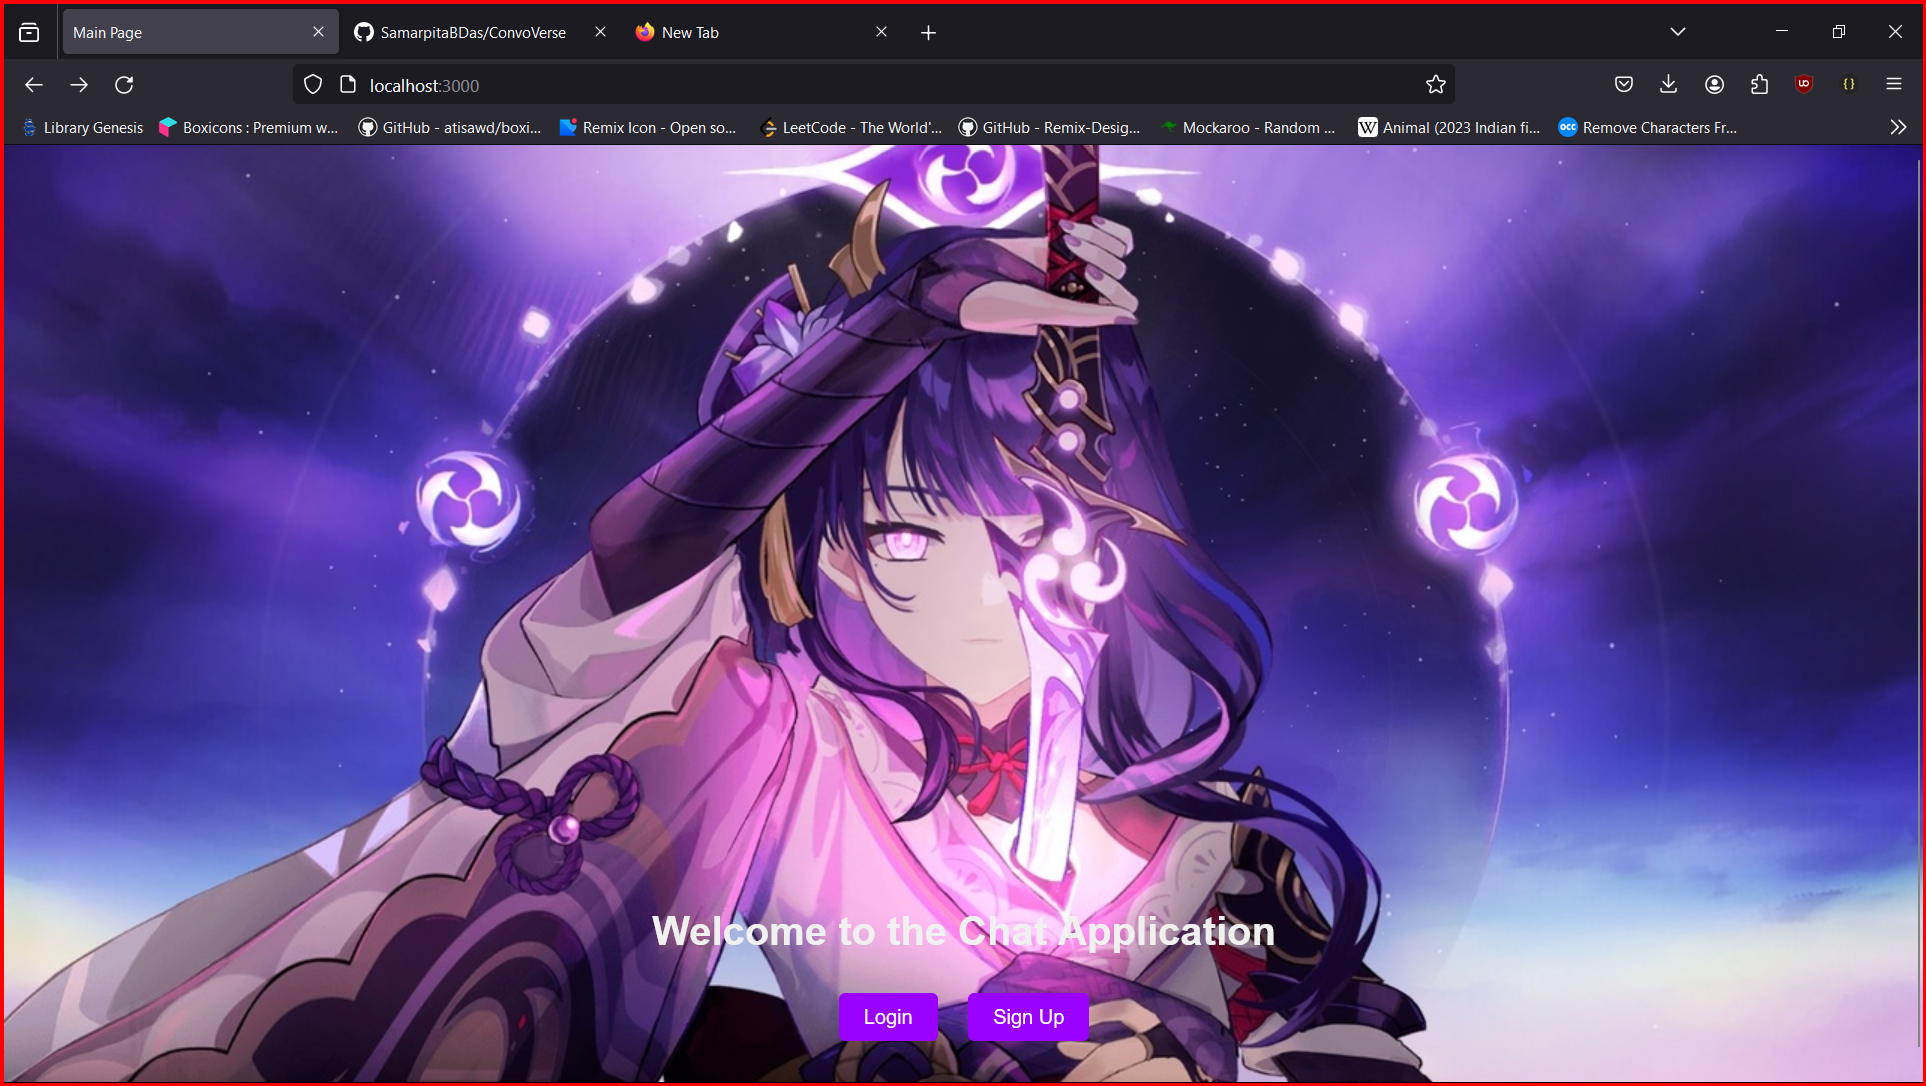 Main Page
SamarpitaBDas/ConvoVerse
New Tab
localhost:3000
Library Genesis
Boxicons : Premium w...
GitHub - atisawd/boxi...
Remix Icon - Open so...
LeetCode - The World'...
GitHub - Remix-Desig...
Mockaroo - Random ...
W Animal (2023 Indian fi...
OCC Remove Characters Fr...
Welcome to the Chat Application
Login
Sign Up